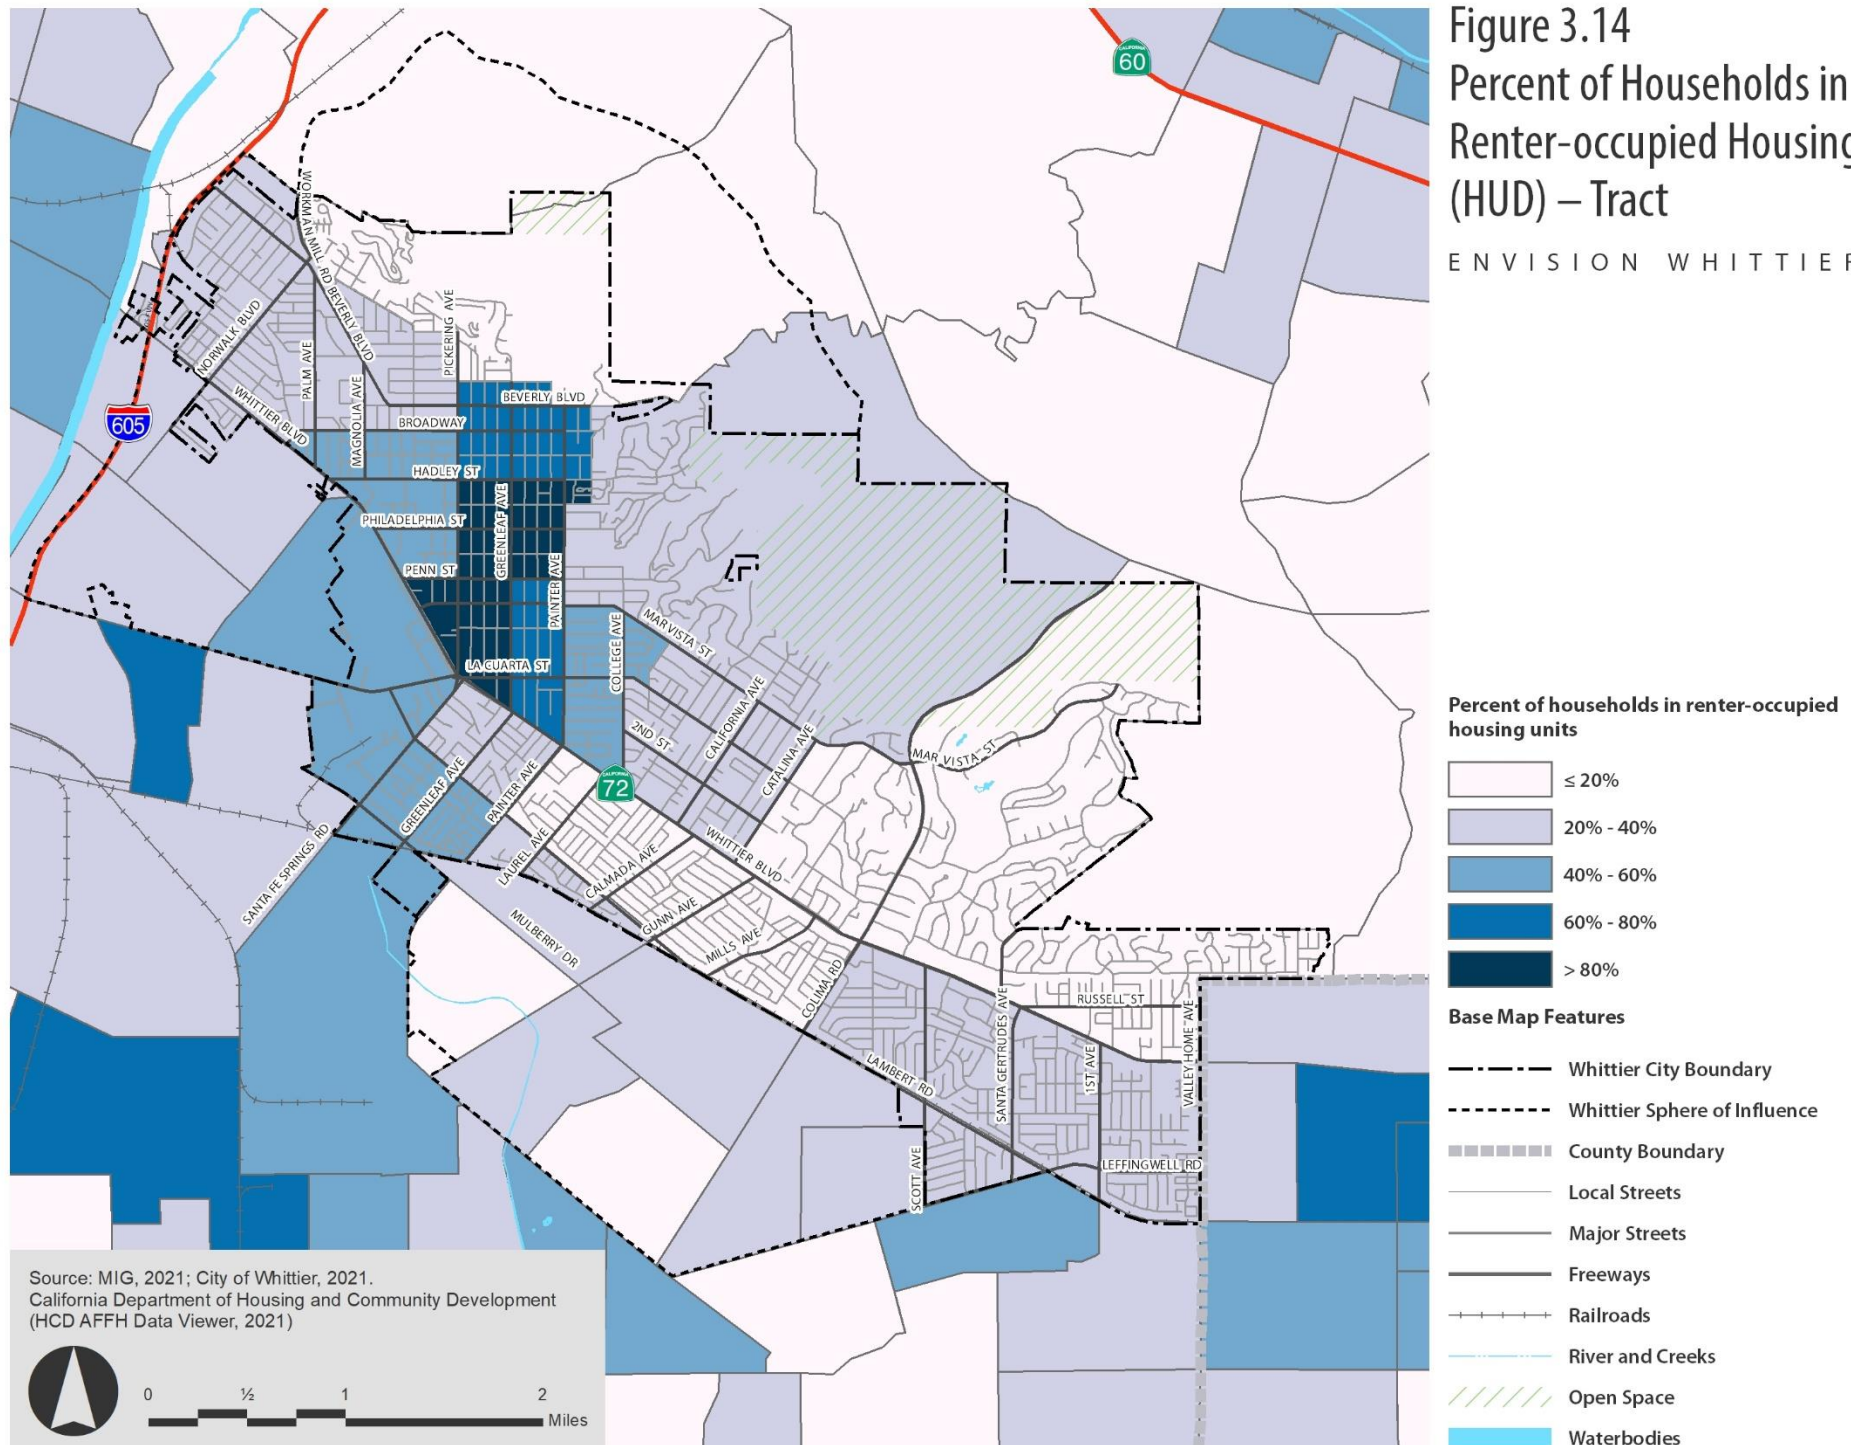 Figure 3.14
Percent of Households in
Renter-occupied Housing
(HUD) – Tract
ENVISION WHITTIER
CALIFORNIA
60
WORKMAN MILL RD
BEVERLY BLVD
PICKERING AVE
NORWALK BLVD
PALM AVE
MAGNOLIA AVE
WHITTIER BLVD
605
BEVERLY BLVD
BROADWAY
HADLEY ST
GREENLEAF AVE
PHILADELPHIA ST
PENN ST
PAINTER AVE
COLLEGE AVE
MAR VISTA ST
LA CUARTA ST
CALIFORNIA AVE
2ND ST
CATALINA AVE
MAR VISTA ST
CALIFORNIA
72
GREENLEAF AVE
PAINTER AVE
SANTA FE SPRINGS RD
LAUREL AVE
CALMADA AVE
WHITTIER BLVD
GUNN AVE
MULBERRY DR
MILLS AVE
COLIMA RD
RUSSELL ST
SANTA GERTRUDES AVE
1ST AVE
VALLEY HOME AVE
LAMBERT RD
SCOTT AVE
LEFFINGWELL RD
Percent of households in renter-occupied
housing units
≤ 20%
20% - 40%
40% - 60%
60% - 80%
> 80%
Base Map Features
Whittier City Boundary
Whittier Sphere of Influence
County Boundary
Local Streets
Major Streets
Freeways
Railroads
River and Creeks
Open Space
Waterbodies
Source: MIG, 2021; City of Whittier, 2021.
California Department of Housing and Community Development
(HCD AFFH Data Viewer, 2021)
0 ½ 1 2
Miles